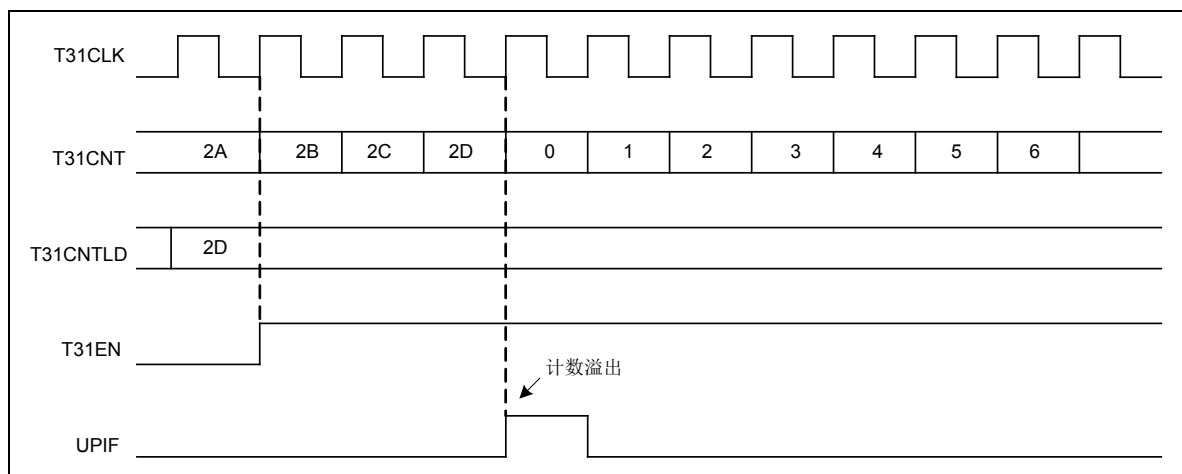 T31CLK
T31CNT 2A 2B 2C 2D 0 1 2 3 4 5 6
T31CNTLD 2D
T31EN
计数溢出
UPIF